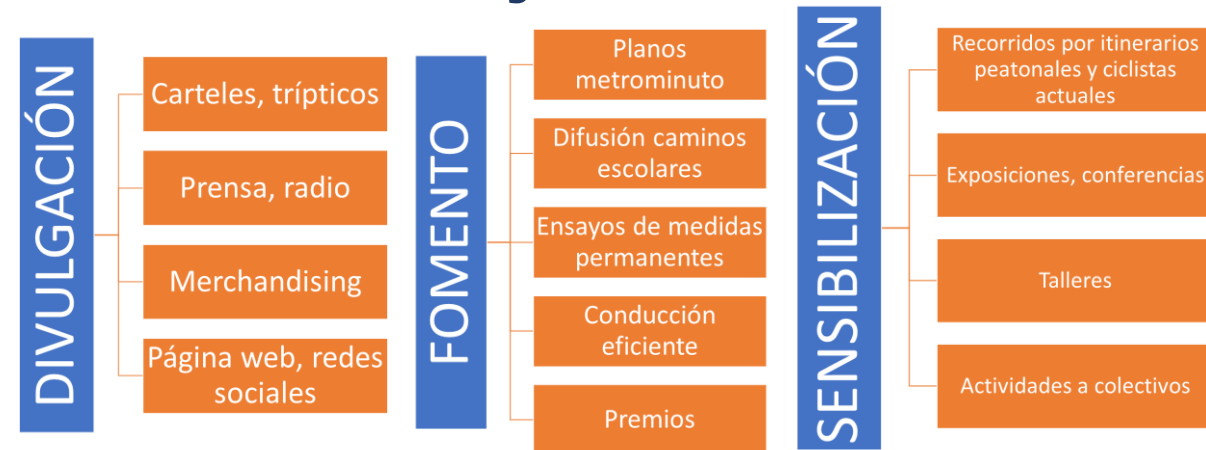 DIVULGACIÓN
Carteles, trípticos
Prensa, radio
Merchandising
Página web, redes
sociales
FOMENTO
Planos
metrominuto
Difusión caminos
escolares
Ensayos de medidas
permanentes
Conducción
eficiente
Premios
SENSIBILIZACIÓN
Recorridos por itinerarios
peatonales y ciclistas
actuales
Exposiciones, conferencias
Talleres
Actividades a colectivos